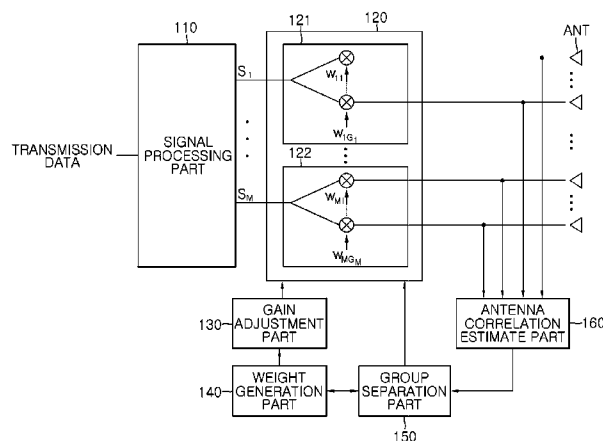 110
121
120
ANT
S1
W11
W1G1
TRANSMISSION
DATA
SIGNAL
PROCESSING
PART
122
SM
WM1
WMGM
130
GAIN
ADJUSTMENT
PART
ANTENNA
CORRELATION
ESTIMATE PART
160
140
WEIGHT
GENERATION
PART
GROUP
SEPARATION
PART
150